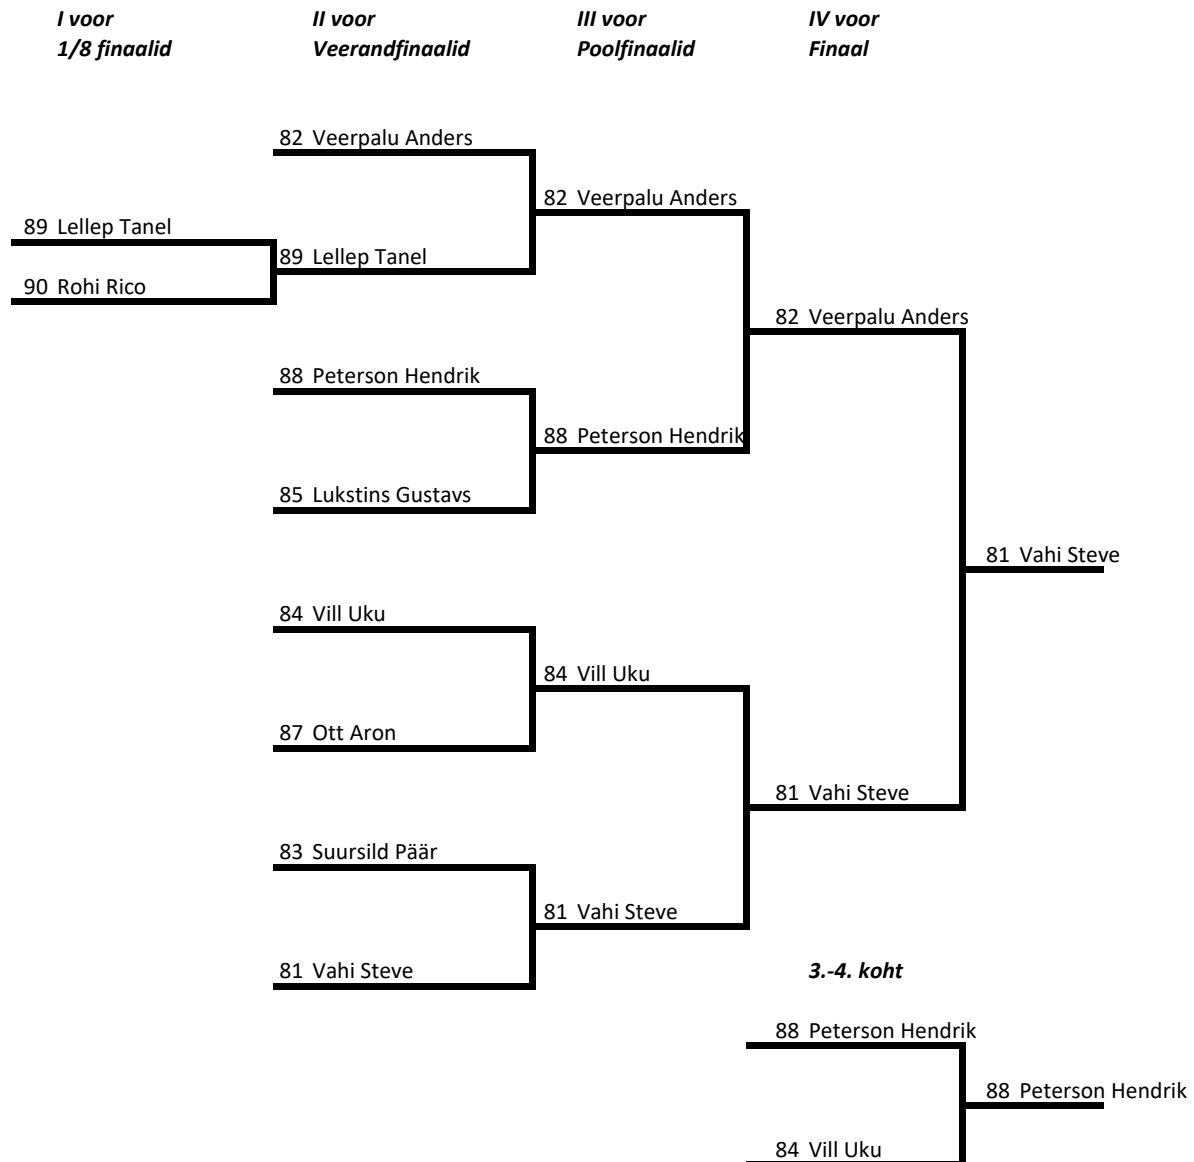 I voor II voor III voor IV voor
1/8 finaalid Veerandfinaalid Poolfinaalid Finaal
82 Veerpalu Anders
82 Veerpalu Anders
89 Lellep Tanel
89 Lellep Tanel
90 Rohi Rico
82 Veerpalu Anders
88 Peterson Hendrik
88 Peterson Hendrik
85 Lukstins Gustavs
81 Vahi Steve
84 Vill Uku
84 Vill Uku
87 Ott Aron
81 Vahi Steve
83 Suursild Päär
81 Vahi Steve
81 Vahi Steve
3.-4. koht
88 Peterson Hendrik
88 Peterson Hendrik
84 Vill Uku